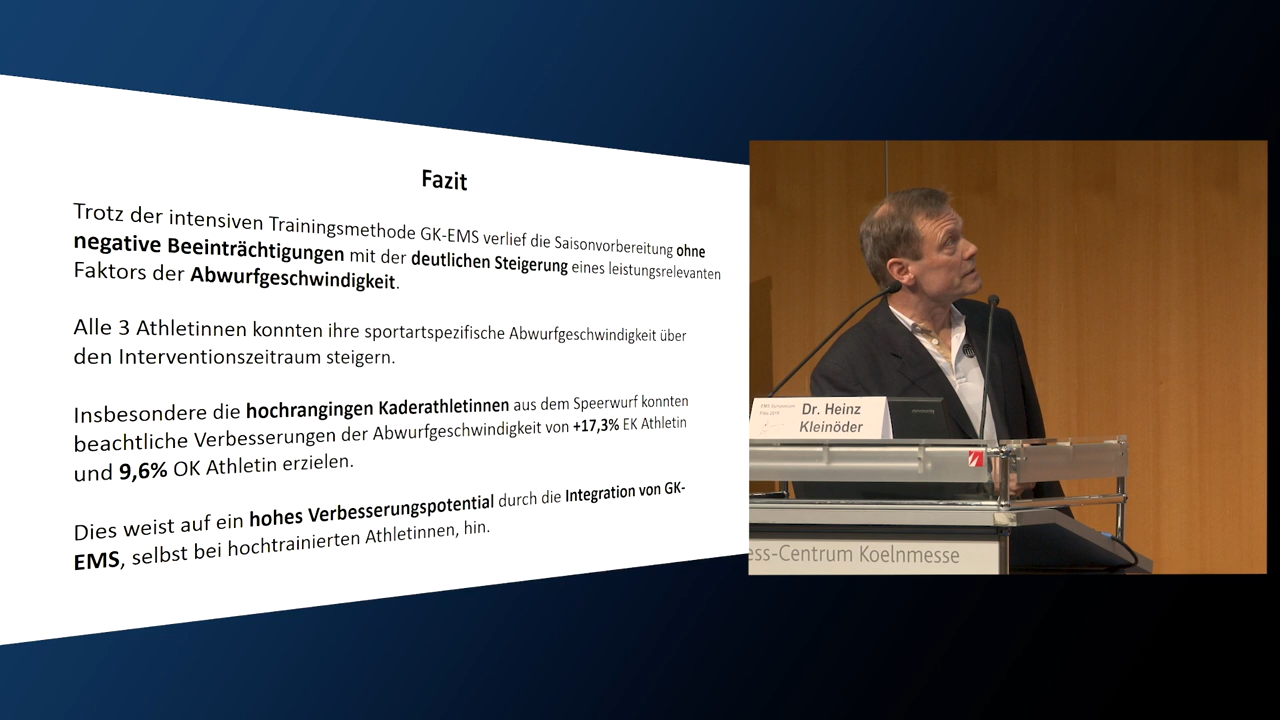 Fazit
Trotz der intensiven Trainingsmethode GK-EMS verlief die Saisonvorbereitung ohne
negative Beeinträchtigungen mit der deutlichen Steigerung eines leistungsrelevanten
Faktors der Abwurfgeschwindigkeit.
Alle 3 Athletinnen konnten ihre sportartspezifische Abwurfgeschwindigkeit über
den Interventionszeitraum steigern.
Insbesondere die hochrangingen Kaderathletinnen aus dem Speerwurf konnten
beachtliche Verbesserungen der Abwurfgeschwindigkeit von +17,3% EK Athletin
und 9,6% OK Athletin erzielen.
Dies weist auf ein hohes Verbesserungspotential durch die Integration von GK-
EMS, selbst bei hochtrainierten Athletinnen, hin.
EMS Symposium
Dr. Heinz
Kleinöder
ess-Centrum Koelnmesse